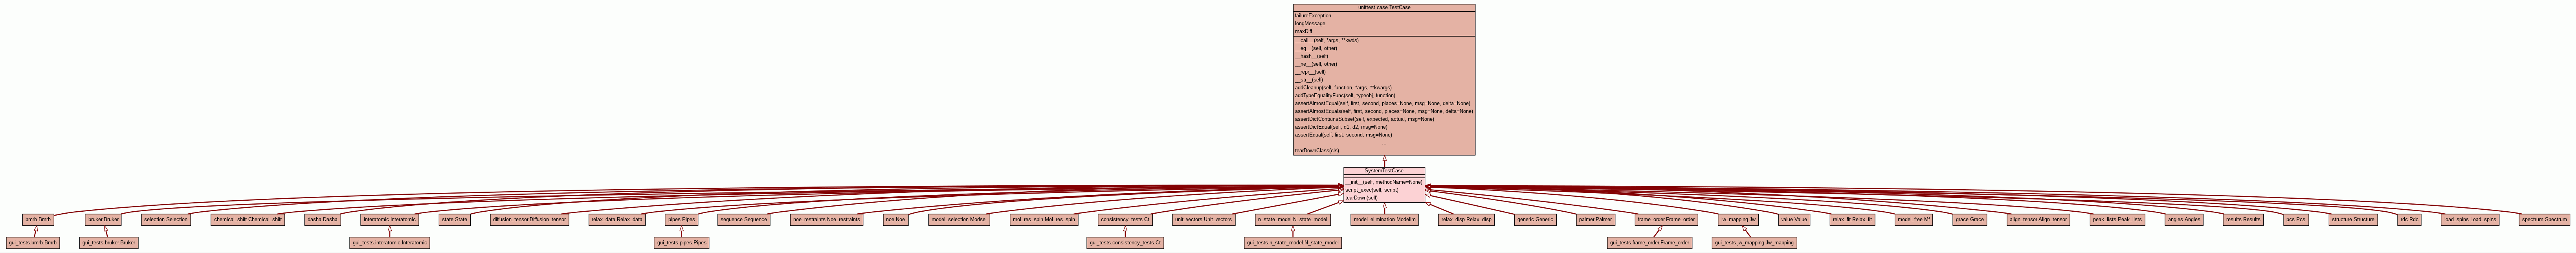 unittest.case.TestCase
failureException
longMessage
maxDiff
__call__(self, *args, **kwds)
__eq__(self, other)
__hash__(self)
__ne__(self, other)
__repr__(self)
__str__(self)
addCleanup(self, function, *args, **kwargs)
addTypeEqualityFunc(self, typeobj, function)
assertAlmostEqual(self, first, second, places=None, msg=None, delta=None)
assertAlmostEquals(self, first, second, places=None, msg=None, delta=None)
assertDictContainsSubset(self, expected, actual, msg=None)
assertDictEqual(self, d1, d2, msg=None)
assertEqual(self, first, second, msg=None)
...
tearDownClass(cls)
SystemTestCase
__init__(self, methodName=None)
script_exec(self, script)
tearDown(self)
bmrb.Bmrb
bruker.Bruker
selection.Selection
chemical_shift.Chemical_shift
dasha.Dasha
interatomic.Interatomic
state.State
diffusion_tensor.Diffusion_tensor
relax_data.Relax_data
pipes.Pipes
sequence.Sequence
noe_restraints.Noe_restraints
noe.Noe
model_selection.Modsel
mol_res_spin.Mol_res_spin
consistency_tests.Ct
unit_vectors.Unit_vectors
n_state_model.N_state_model
model_elimination.Modelim
relax_disp.Relax_disp
generic.Generic
palmer.Palmer
frame_order.Frame_order
jw_mapping.Jw
value.Value
relax_fit.Relax_fit
model_free.Mf
grace.Grace
align_tensor.Align_tensor
peak_lists.Peak_lists
angles.Angles
results.Results
pcs.Pcs
structure.Structure
rdc.Rdc
load_spins.Load_spins
spectrum.Spectrum
gui_tests.bmrb.Bmrb
gui_tests.bruker.Bruker
gui_tests.interatomic.Interatomic
gui_tests.pipes.Pipes
gui_tests.consistency_tests.Ct
gui_tests.n_state_model.N_state_model
gui_tests.frame_order.Frame_order
gui_tests.jw_mapping.Jw_mapping